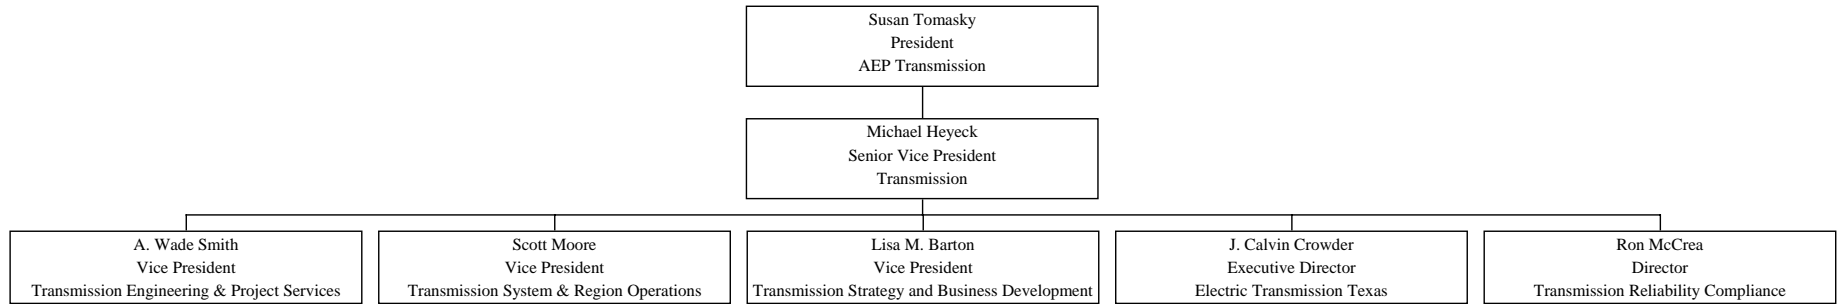 Susan Tomasky
President
AEP Transmission
Michael Heyeck
Senior Vice President
Transmission
A. Wade Smith
Vice President
Transmission Engineering & Project Services
Scott Moore
Vice President
Transmission System & Region Operations
Lisa M. Barton
Vice President
Transmission Strategy and Business Development
J. Calvin Crowder
Executive Director
Electric Transmission Texas
Ron McCrea
Director
Transmission Reliability Compliance